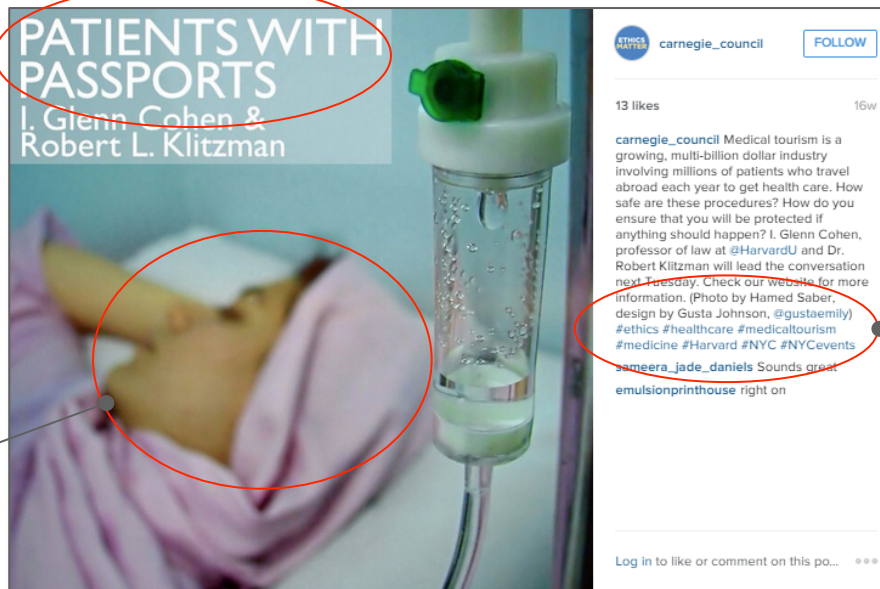 PATIENTS WITH
PASSPORTS
I. Glenn Cohen &
Robert L. Klitzman
ETHICS
MATTER
carnegie_council
FOLLOW
13 likes
16w
carnegie_council Medical tourism is a
growing, multi-billion dollar industry
involving millions of patients who travel
abroad each year to get health care. How
safe are these procedures? How do you
ensure that you will be protected if
anything should happen? I. Glenn Cohen,
professor of law at @HarvardU and Dr.
Robert Klitzman will lead the conversation
next Tuesday. Check our website for more
information. (Photo by Hamed Saber,
design by Gusta Johnson, @gustaemily)
#ethics #healthcare #medicaltourism
#medicine #Harvard #NYC #NYCevents
sameera_jade_daniels Sounds great
emulsionprinthouse right on
Log in to like or comment on this po...